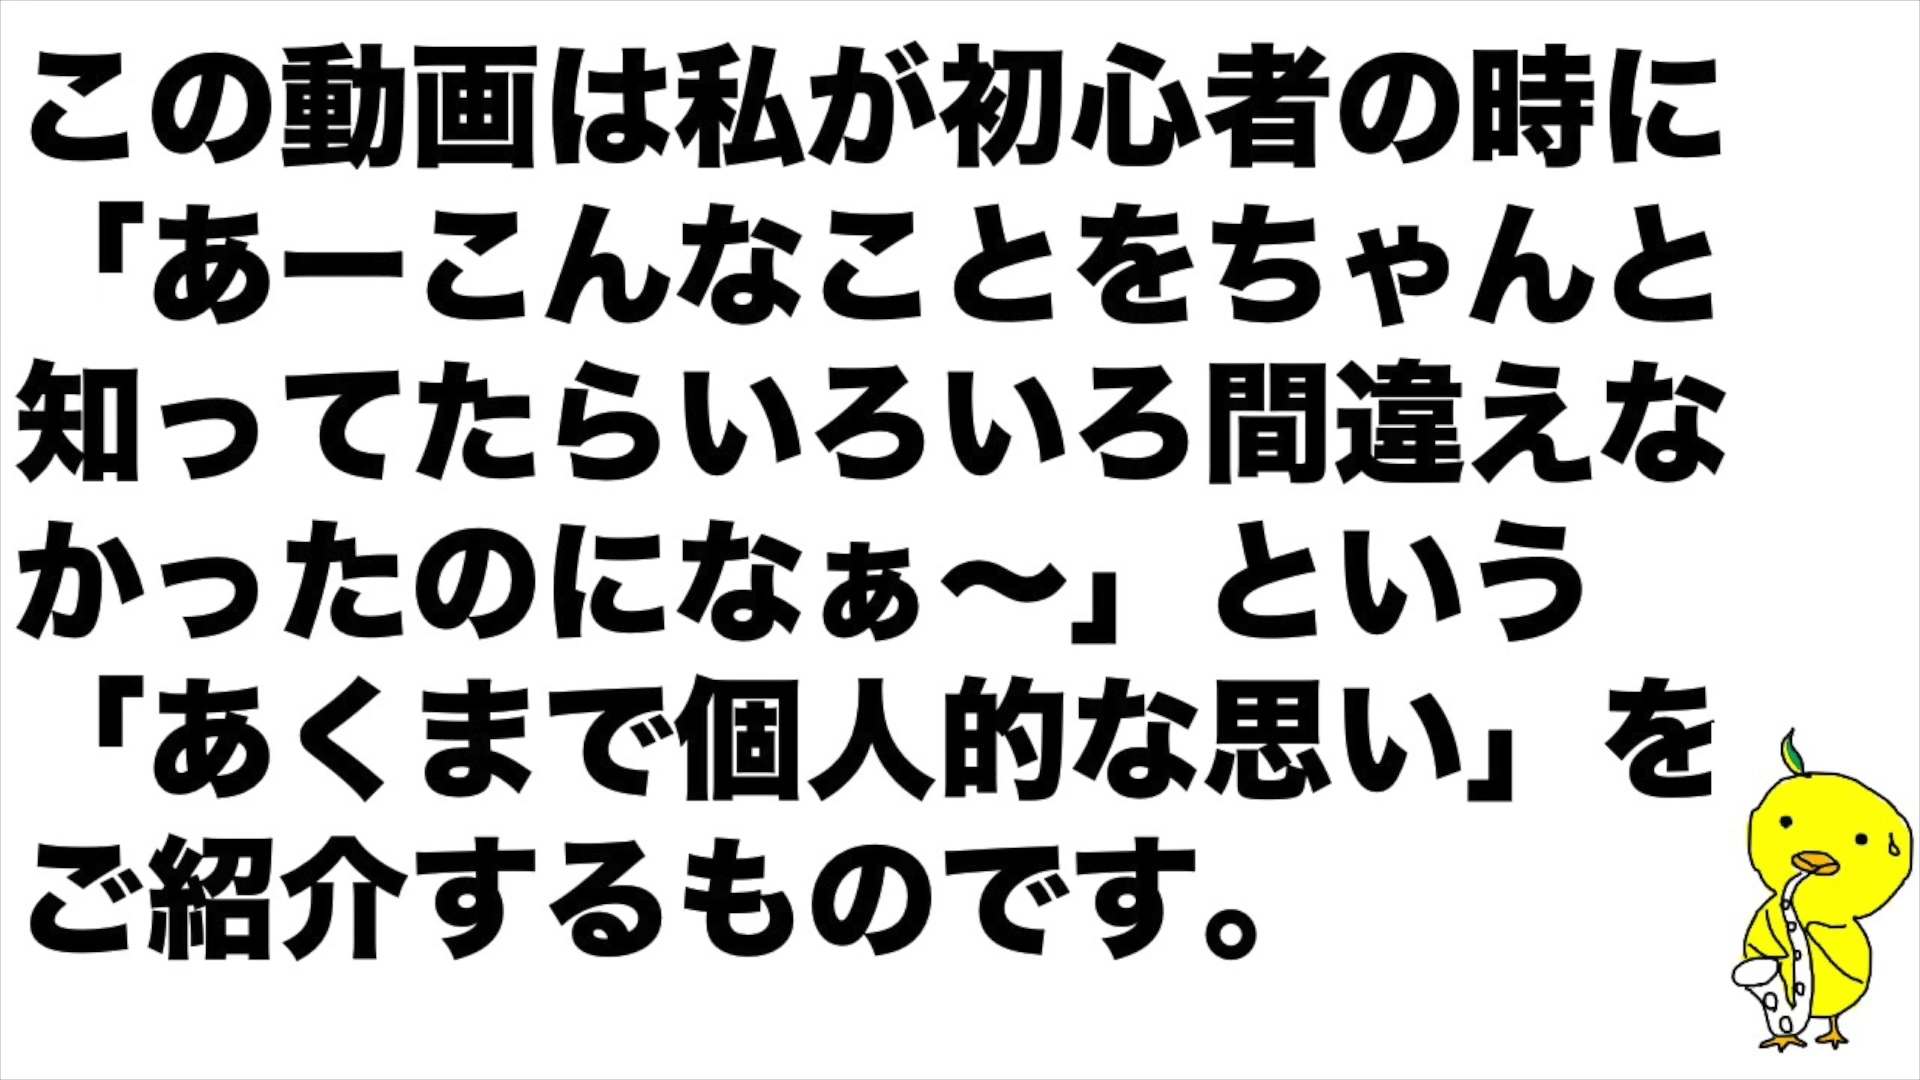 この動画は私が初心者の時に
「あーこんなことをちゃんと
知ってたらいろいろ間違えな
かったのになぁ〜」という
「あくまで個人的な思い」を
ご紹介するものです。